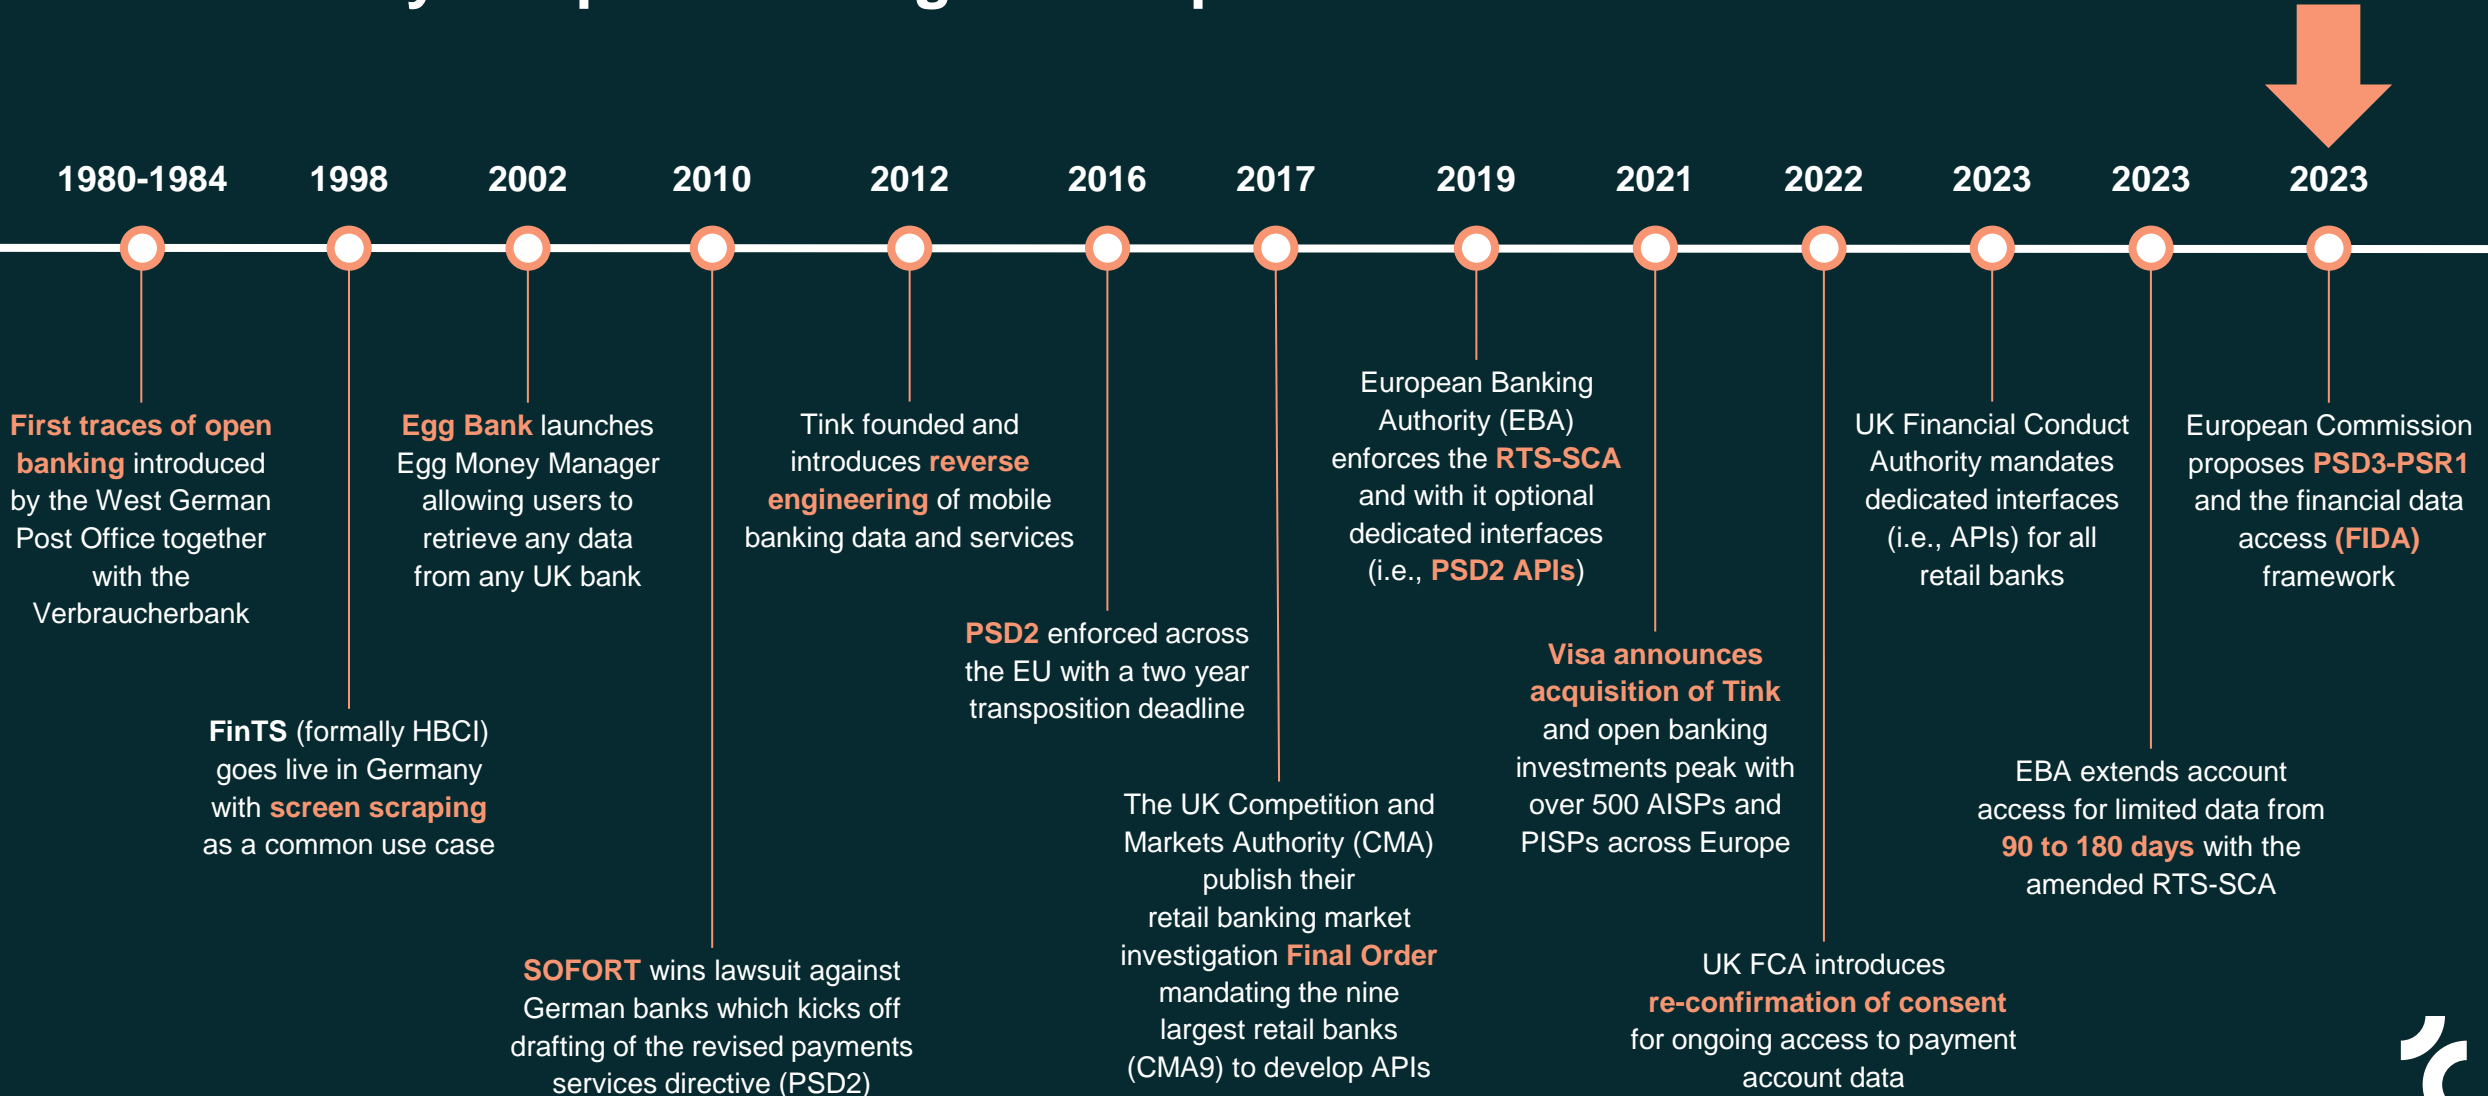 1980-1984
First traces of open
banking introduced
by the West German
Post Office together
with the
Verbraucherbank
1998
FinTS (formally HBCI)
goes live in Germany
with screen scraping
as a common use case
2002
Egg Bank launches
Egg Money Manager
allowing users to
retrieve any data
from any UK bank
2010
SOFORT wins lawsuit against
German banks which kicks off
drafting of the revised payments
services directive (PSD2)
2012
Tink founded and
introduces reverse
engineering of mobile
banking data and services
2016
PSD2 enforced across
the EU with a two year
transposition deadline
2017
The UK Competition and
Markets Authority (CMA)
publish their
retail banking market
investigation Final Order
mandating the nine
largest retail banks
(CMA9) to develop APIs
2019
European Banking
Authority (EBA)
enforces the RTS-SCA
and with it optional
dedicated interfaces
(i.e., PSD2 APIs)
2021
Visa announces
acquisition of Tink
and open banking
investments peak with
over 500 AISPs and
PISPs across Europe
2022
UK FCA introduces
re-confirmation of consent
for ongoing access to payment
account data
2023
UK Financial Conduct
Authority mandates
dedicated interfaces
(i.e., APIs) for all
retail banks
2023
EBA extends account
access for limited data from
90 to 180 days with the
amended RTS-SCA
2023
European Commission
proposes PSD3-PSR1
and the financial data
access (FIDA)
framework